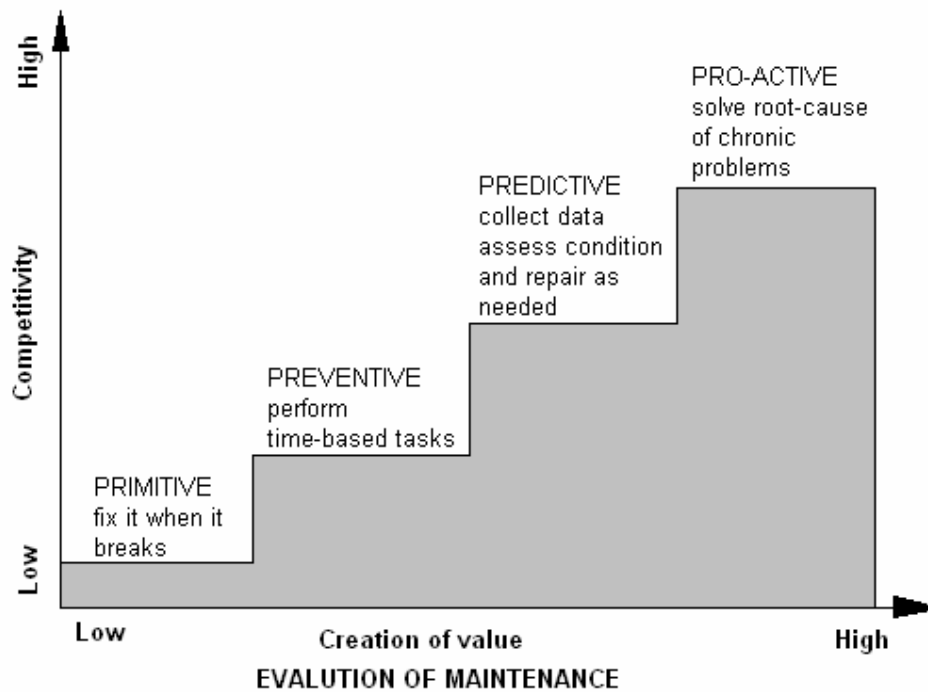 High
PRO-ACTIVE
solve root-cause
of chronic
problems
PREDICTIVE
collect data
assess condition
and repair as
needed
Competitivity
PREVENTIVE
perform
time-based tasks
PRIMITIVE
fix it when it
breaks
Low
Low
Creation of value
High
EVALUTION OF MAINTENANCE